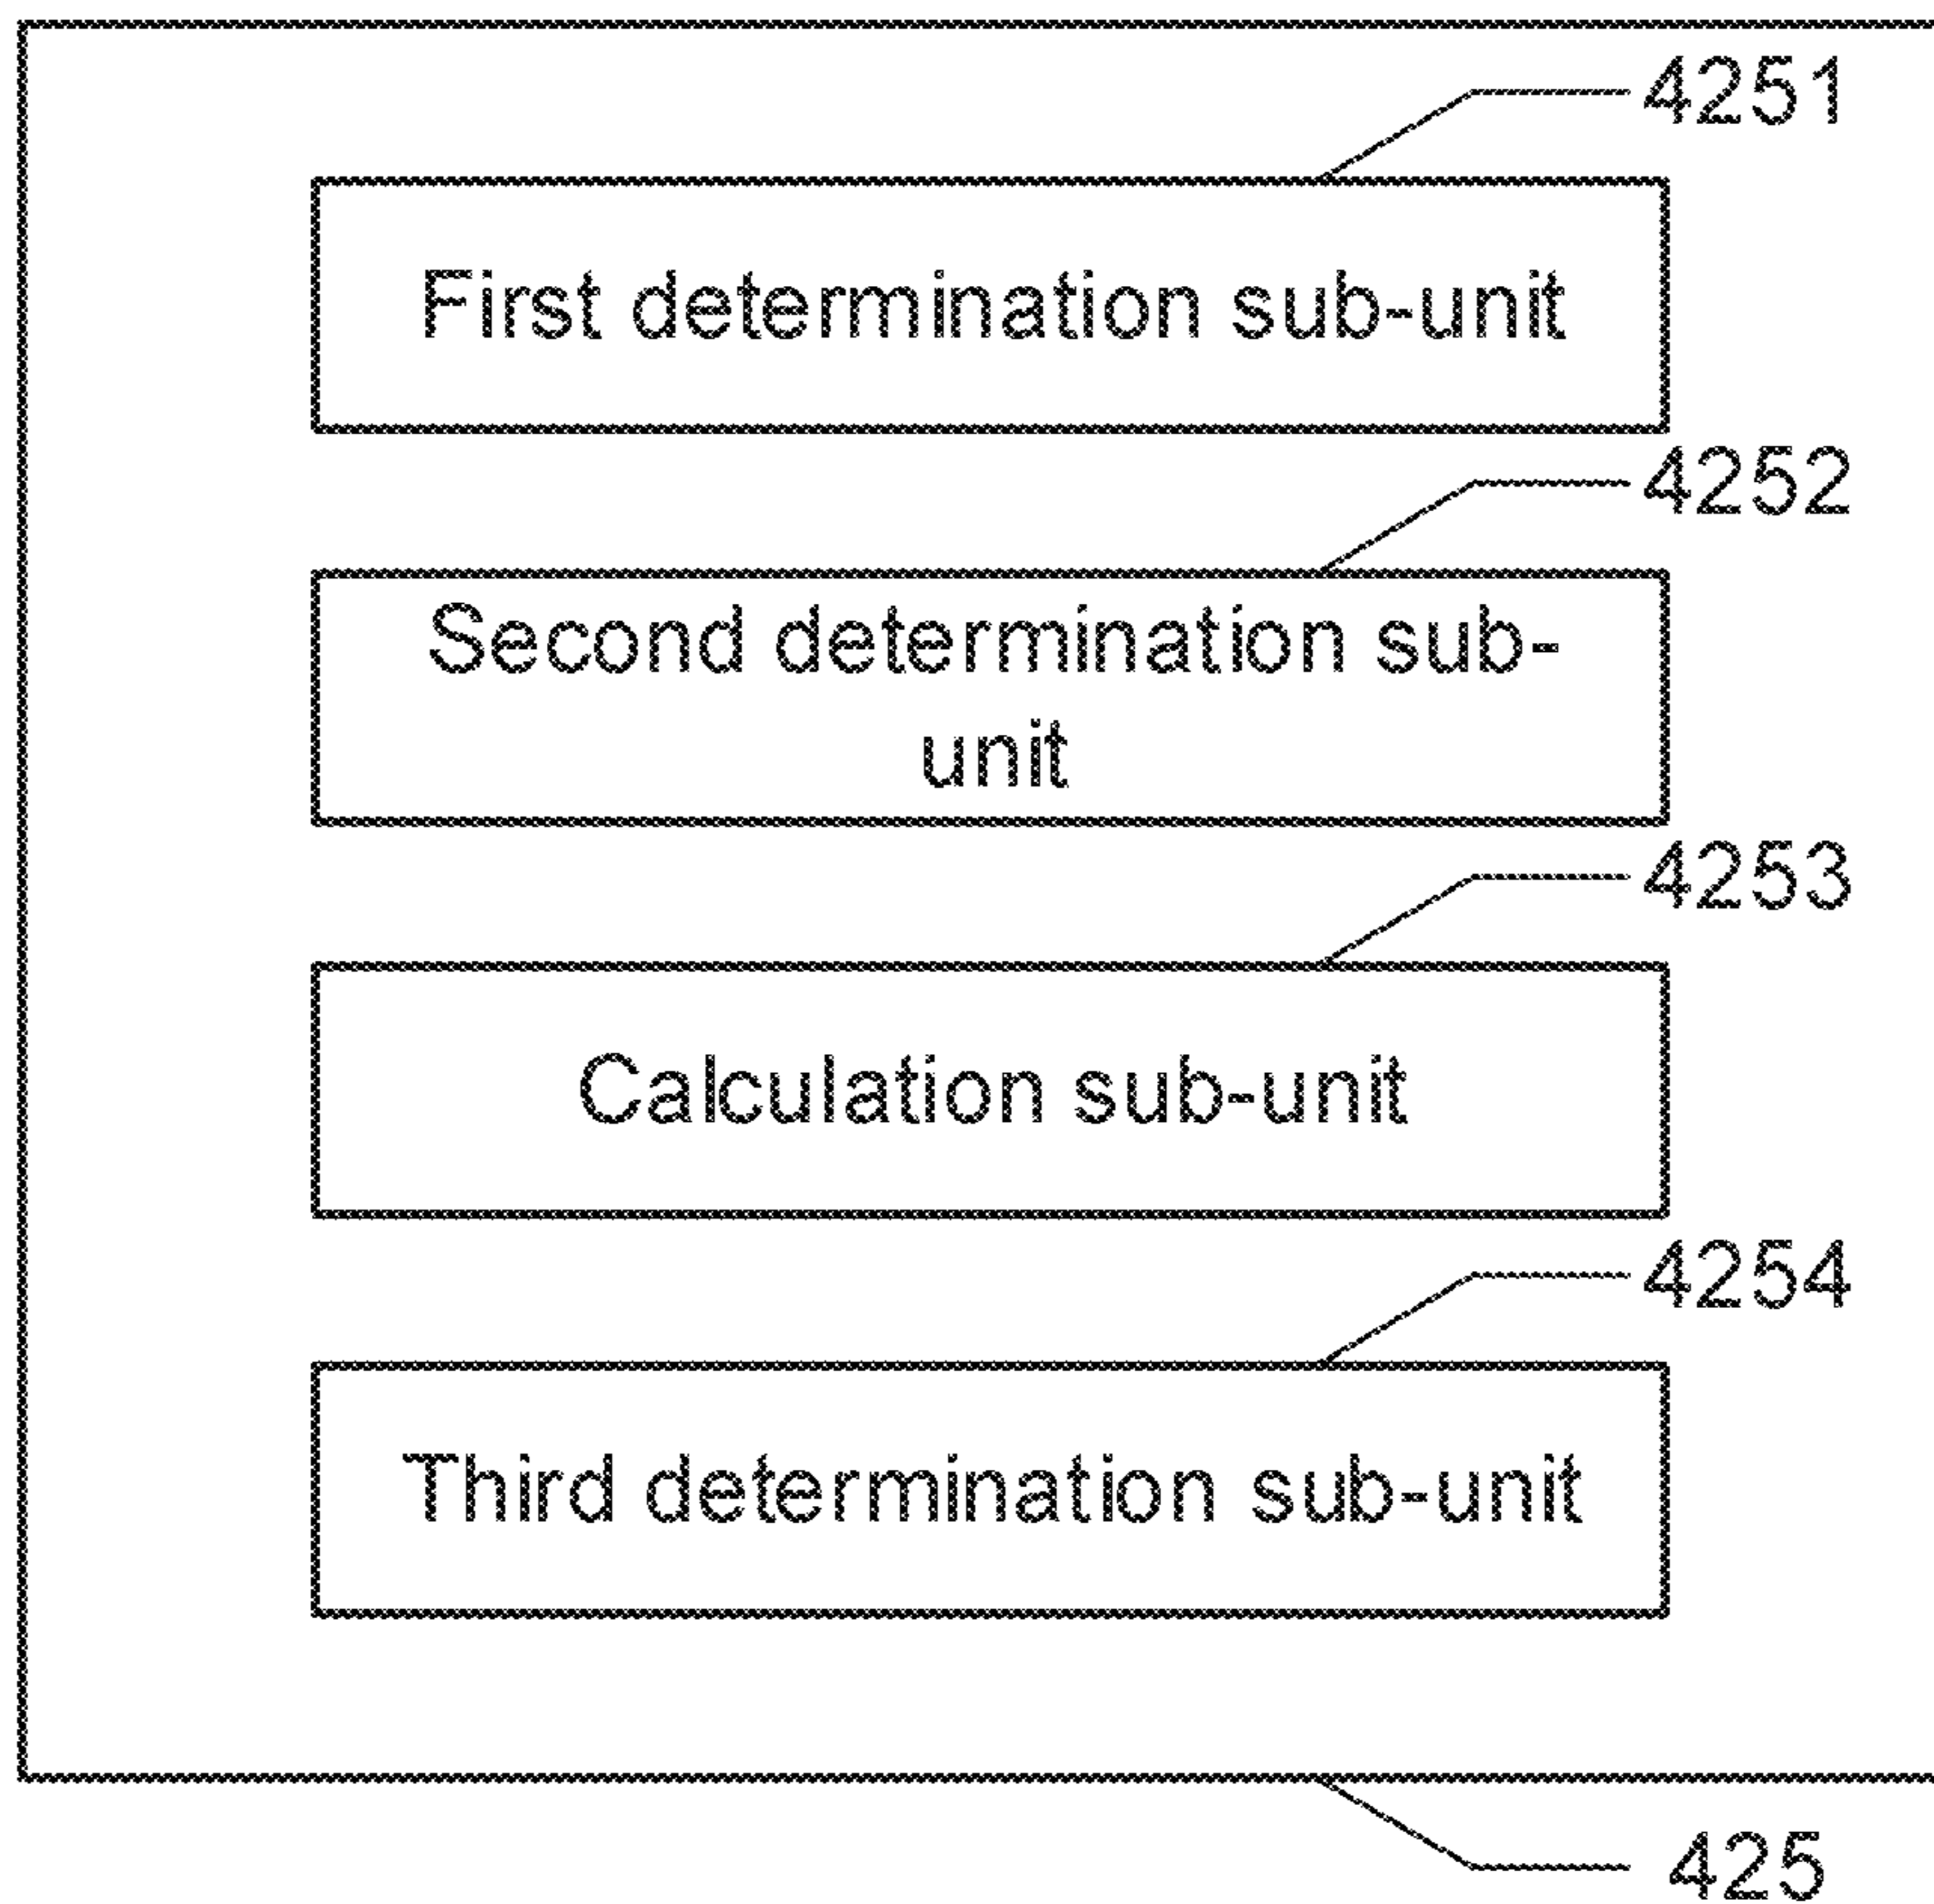 4251
First determination sub-unit
4252
Second determination sub-
unit
4253
Calculation sub-unit
4254
Third determination sub-unit
425